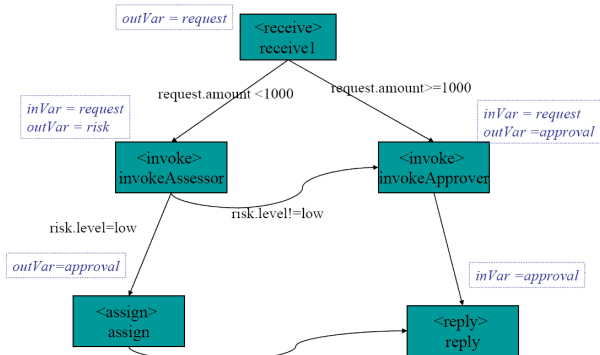 outVar = request
<receive>
receive1
request.amount <1000
request.amount>=1000
inVar = request
outVar = risk
inVar = request
outVar =approval
<invoke>
invokeAssessor
<invoke>
invokeApprover
risk.level!=low
risk.level=low
outVar=approval
inVar =approval
<assign>
assign
<reply>
reply